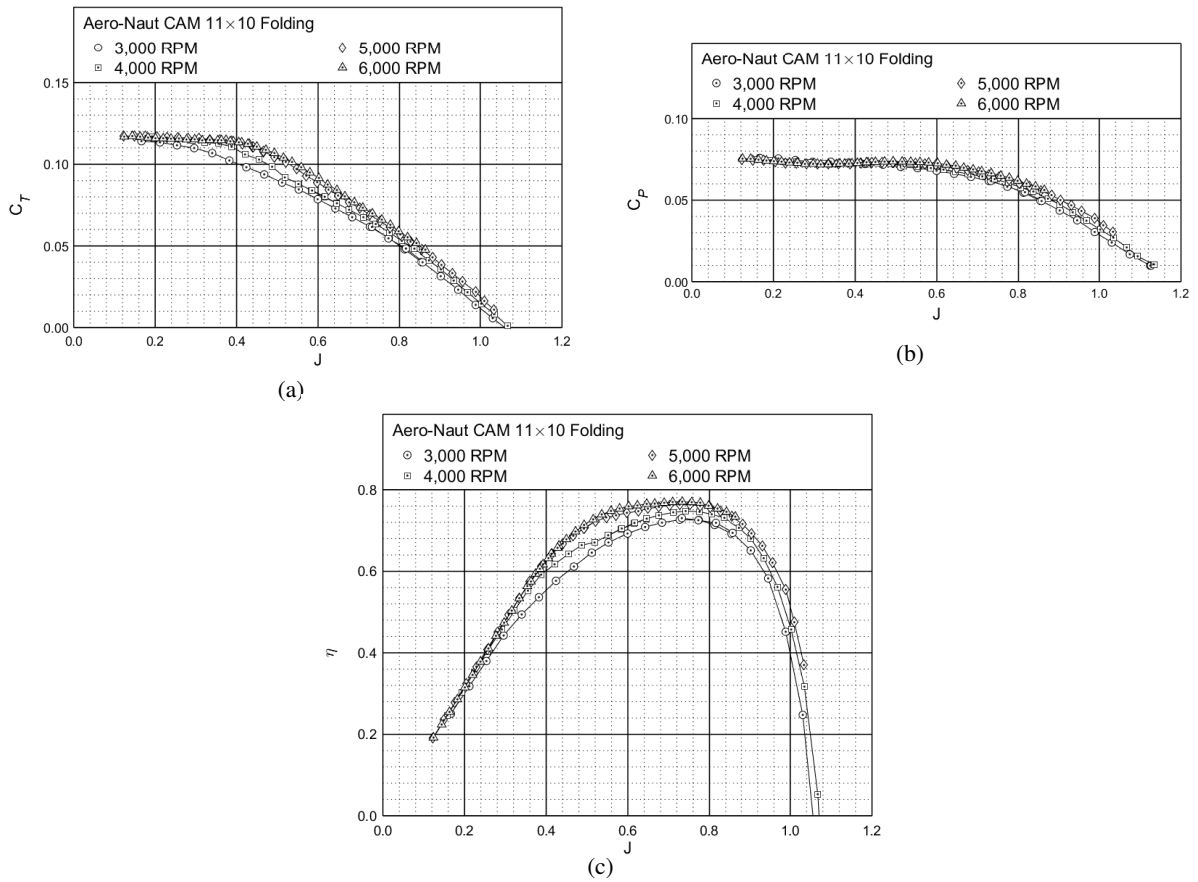 Aero-Naut CAM 11×10 Folding
3,000 RPM
5,000 RPM
4,000 RPM
6,000 RPM
0.15
0.10
0.05
0.00
C_T
0.0 0.2 0.4 0.6 0.8 1.0 1.2
J
(a)
Aero-Naut CAM 11×10 Folding
3,000 RPM
5,000 RPM
4,000 RPM
6,000 RPM
0.10
0.05
0.00
C_P
0.0 0.2 0.4 0.6 0.8 1.0 1.2
J
(b)
Aero-Naut CAM 11×10 Folding
3,000 RPM
5,000 RPM
4,000 RPM
6,000 RPM
0.8
0.6
0.4
0.2
0.0
η
0.0 0.2 0.4 0.6 0.8 1.0 1.2
J
(c)